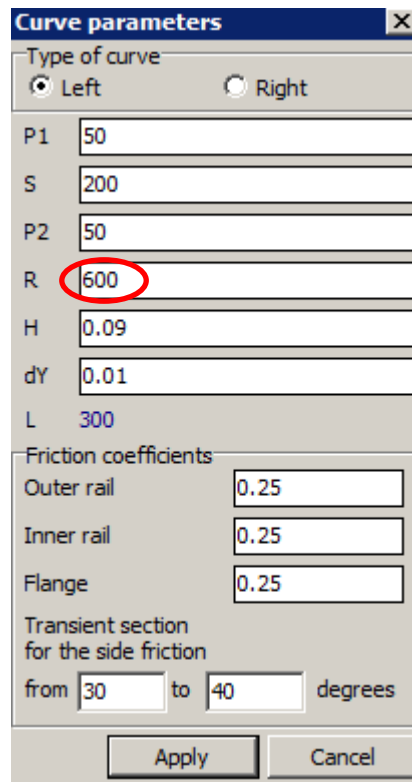 Curve parameters
Type of curve
Left Right
P1 50
S 200
P2 50
R 600
H 0.09
dY 0.01
L 300
Friction coefficients
Outer rail 0.25
Inner rail 0.25
Flange 0.25
Transient section
for the side friction
from 30 to 40 degrees
Apply Cancel